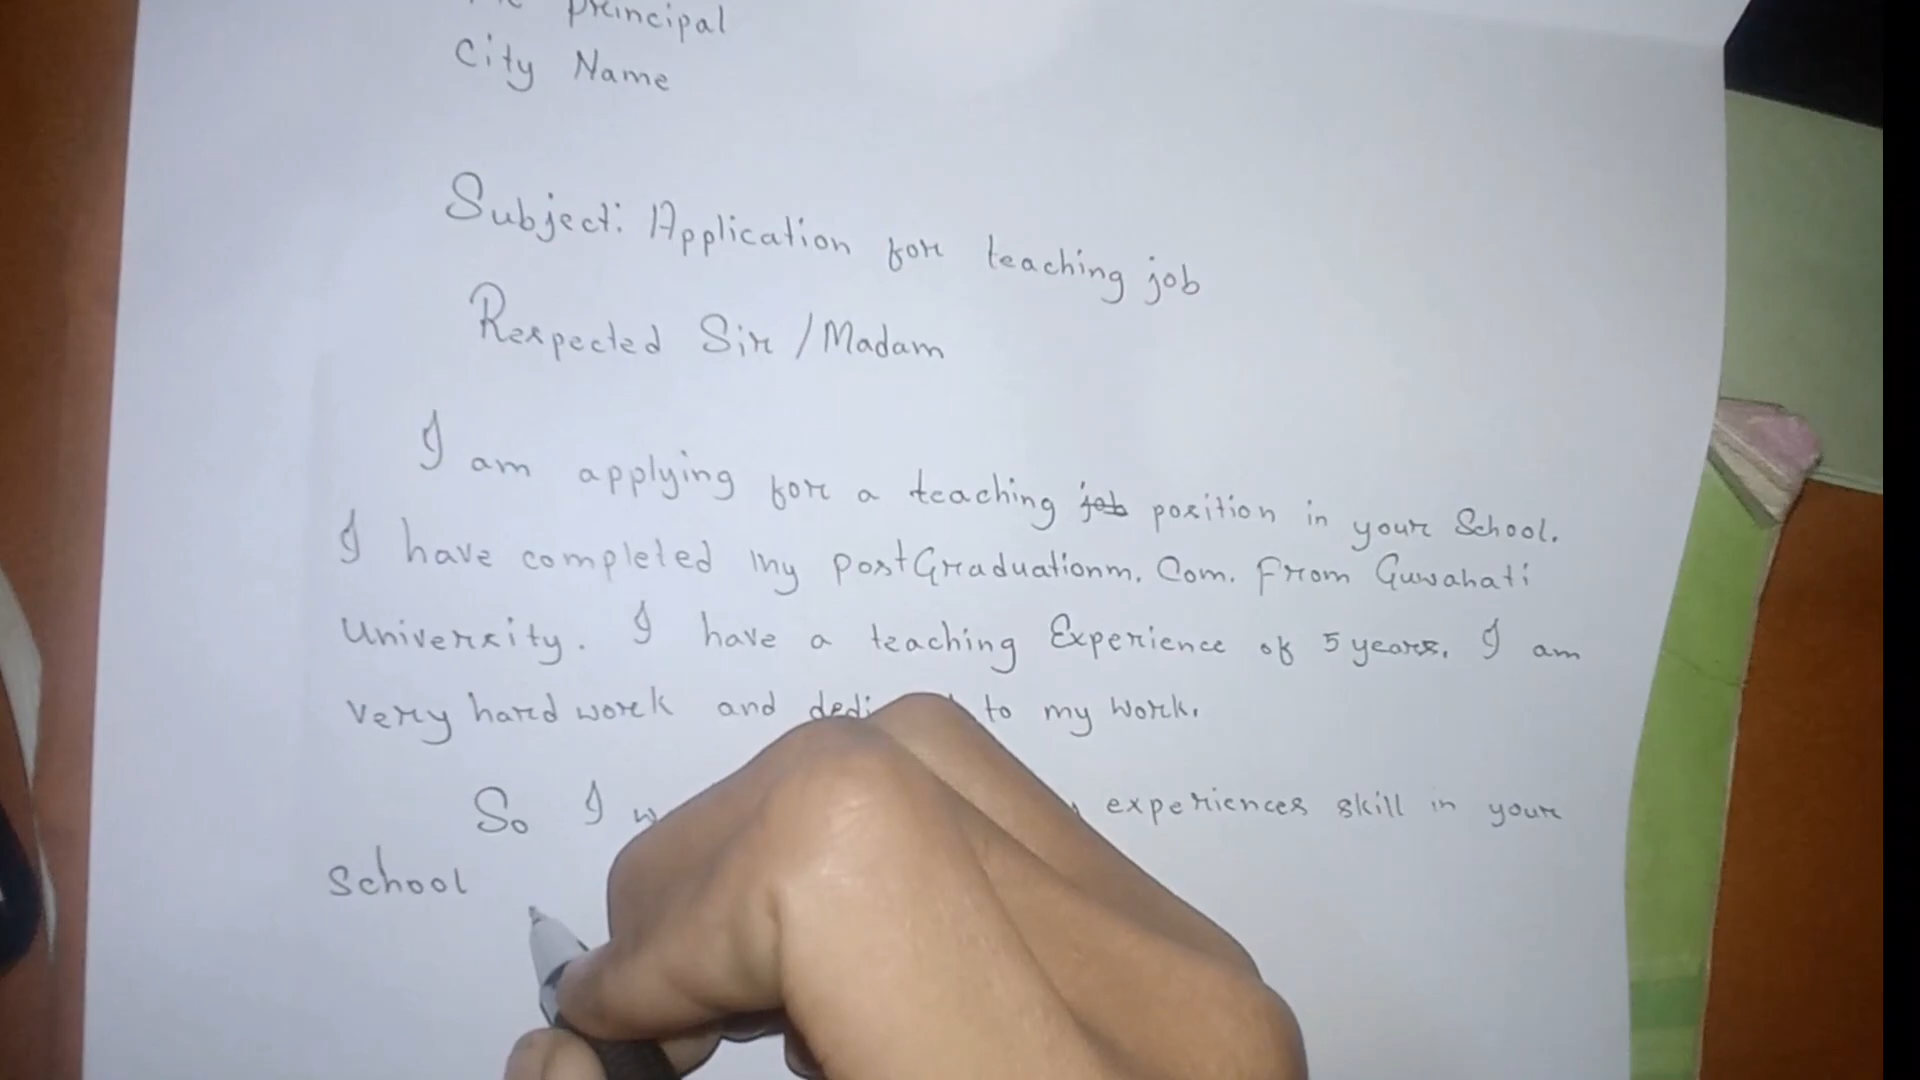 principal
City Name
Subject: Application for teaching job
Respected Sir / Madam
I am applying for a teaching job position in your School.
I have completed my postGraduationm. Com. From Guwahati
University. I have a teaching Experience of 5 years. I am
very hard work and to my work.
So I experiences skill in your
School